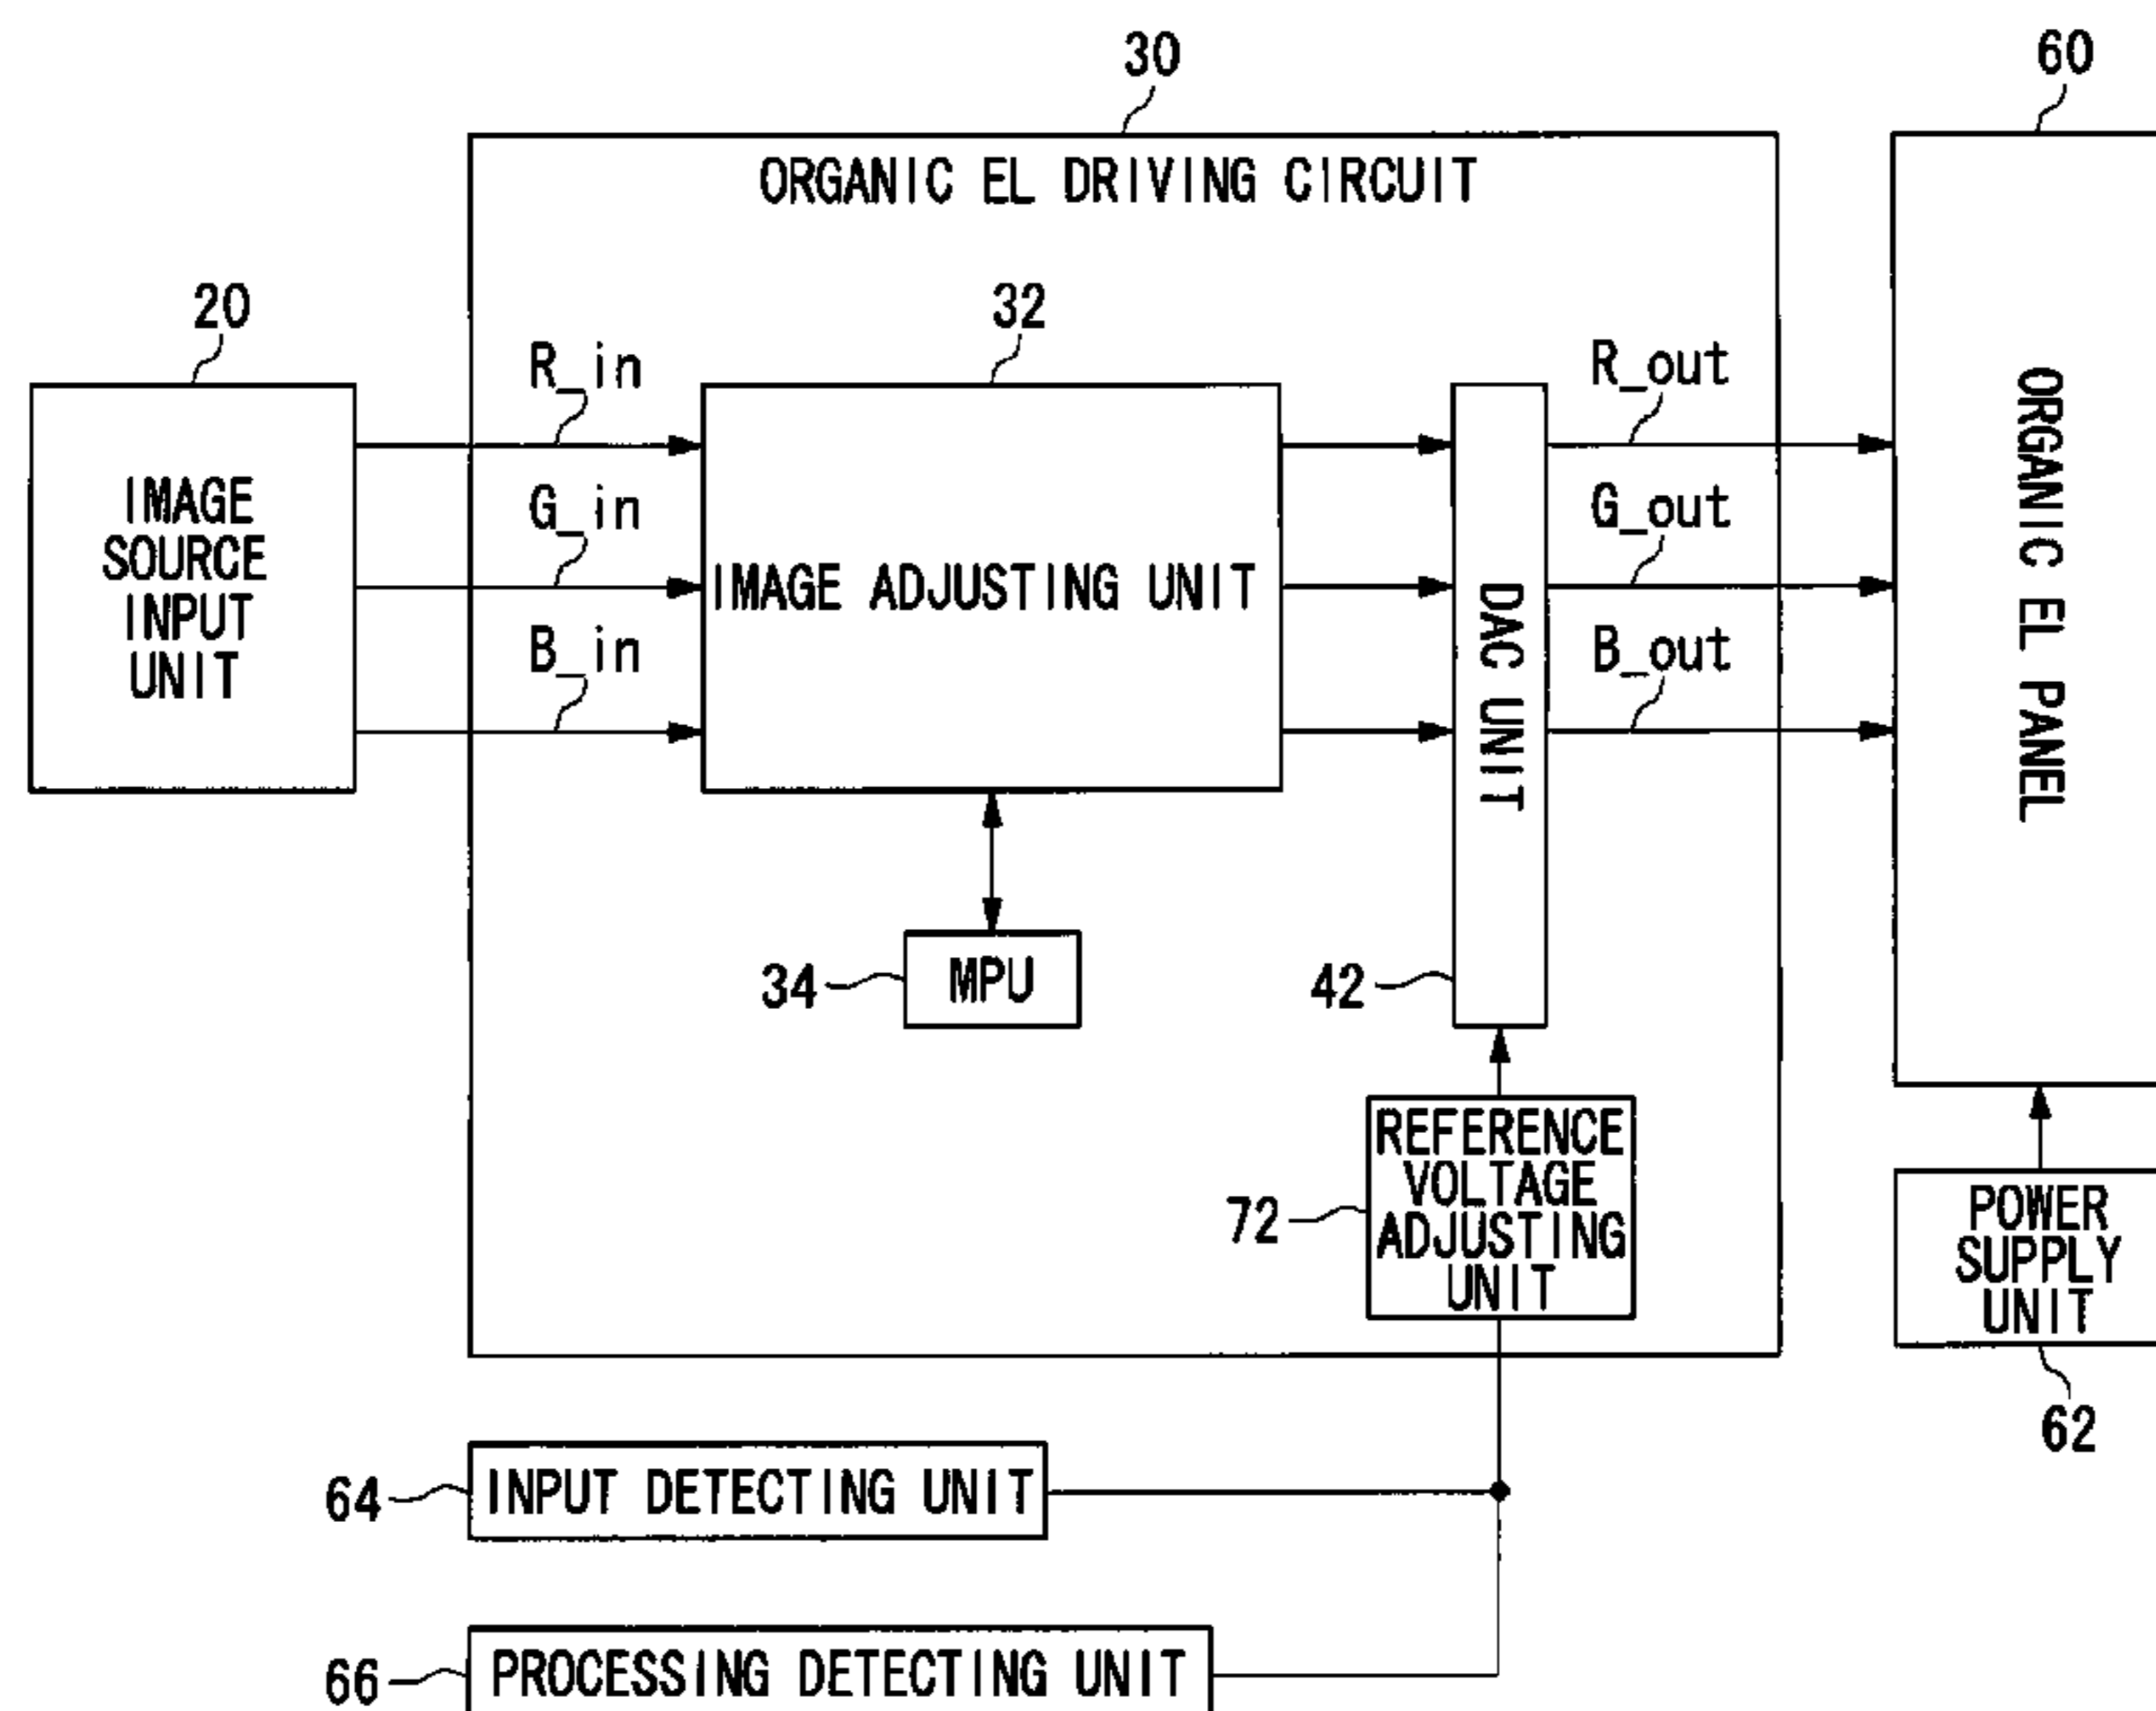 30
60
ORGANIC EL DRIVING CIRCUIT
20
32
R_in
R_out
IMAGE
SOURCE
INPUT
UNIT
G_in
G_out
IMAGE ADJUSTING UNIT
B_in
B_out
DAC UNIT
ORGANIC EL PANEL
34
MPU
42
REFERENCE
VOLTAGE
ADJUSTING
UNIT
72
POWER
SUPPLY
UNIT
62
64
INPUT DETECTING UNIT
66
PROCESSING DETECTING UNIT